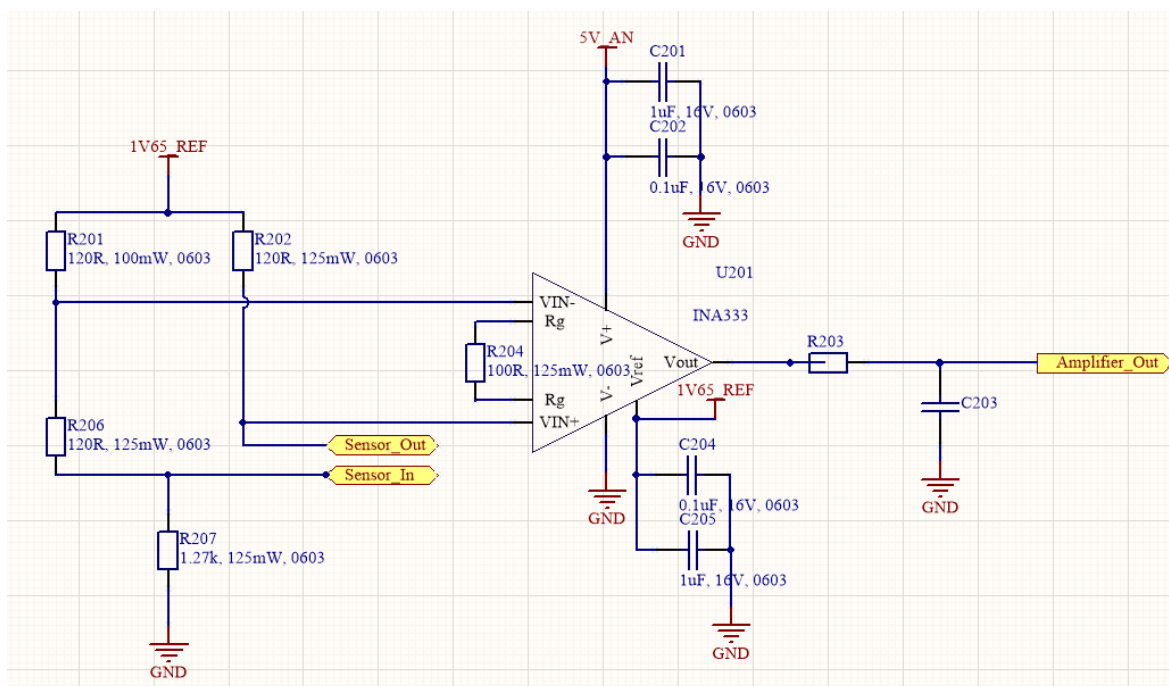 5V_AN
C201
1uF, 16V, 0603
C202
0.1uF, 16V, 0603
GND
1V65_REF
R201
120R, 100mW, 0603
R202
120R, 125mW, 0603
U201
INA333
VIN-
Rg
V+
R204
100R, 125mW, 0603
Vref
Vout
Rg
V-
VIN+
R203
Amplifier_Out
1V65_REF
C203
GND
R206
120R, 125mW, 0603
Sensor_Out
Sensor_In
C204
0.1uF, 16V, 0603
C205
1uF, 16V, 0603
GND
GND
R207
1.27k, 125mW, 0603
GND